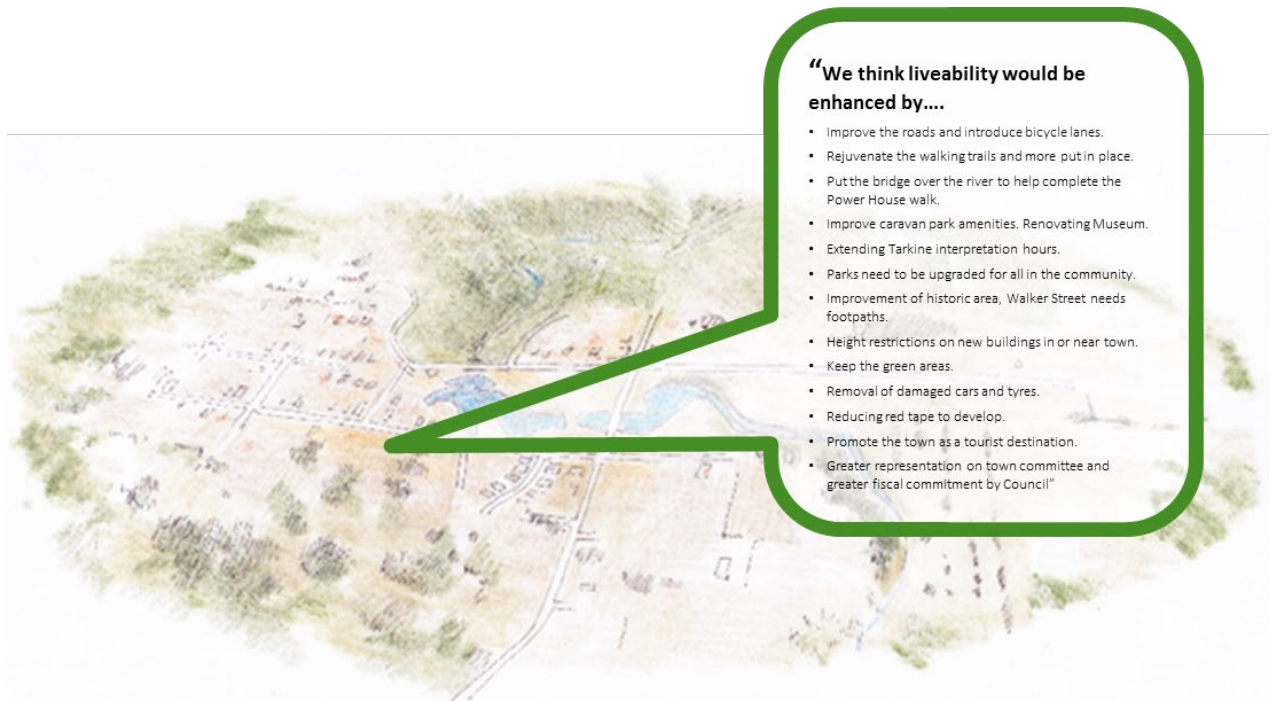 “We think liveability would be
enhanced by....
• Improve the roads and introduce bicycle lanes.
• Rejuvenate the walking trails and more put in place.
• Put the bridge over the river to help complete the
Power House walk.
• Improve caravan park amenities. Renovating Museum.
• Extending Tarkine interpretation hours.
• Parks need to be upgraded for all in the community.
• Improvement of historic area, Walker Street needs
footpaths.
• Height restrictions on new buildings in or near town.
• Keep the green areas.
• Removal of damaged cars and tyres.
• Reducing red tape to develop.
• Promote the town as a tourist destination.
• Greater representation on town committee and
greater fiscal commitment by Council”